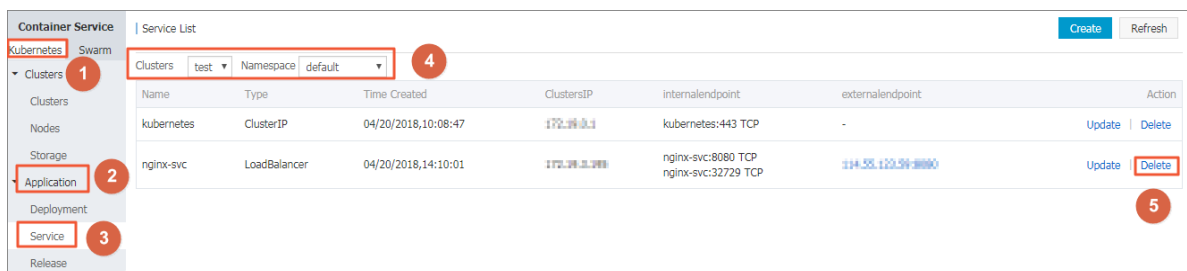 Container Service
Kubernetes Swarm
1
Clusters
Clusters
Nodes
Storage
Application
2
Deployment
Service
3
Release
Service List
Create Refresh
Clusters test Namespace default
4
Name Type Time Created ClustersIP internalendpoint externalendpoint Action
kubernetes ClusterIP 04/20/2018,10:08:47 kubernetes:443 TCP - Update | Delete
nginx-svc LoadBalancer 04/20/2018,14:10:01 nginx-svc:8080 TCP Update | Delete
nginx-svc:32729 TCP
5